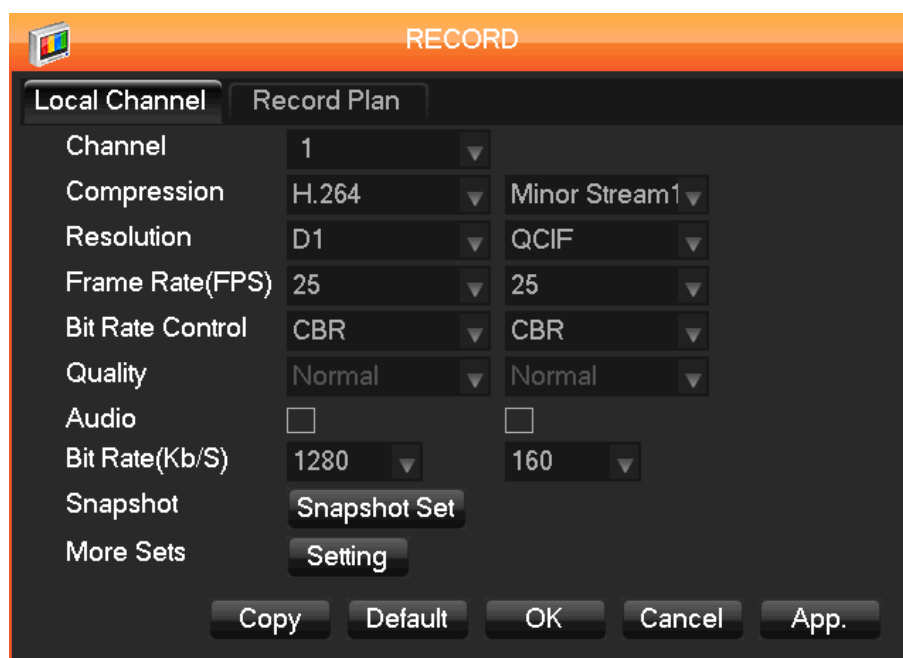 RECORD
Local Channel Record Plan
Channel 1
Compression H.264 Minor Stream1
Resolution D1 QCIF
Frame Rate(FPS) 25 25
Bit Rate Control CBR CBR
Quality Normal Normal
Audio
Bit Rate(Kb/S) 1280 160
Snapshot Snapshot Set
More Sets Setting
Copy Default OK Cancel App.